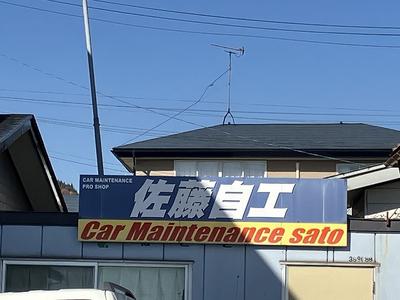 CAR MAINTENANCE
PRO SHOP
佐藤自工
Car Maintenance sato